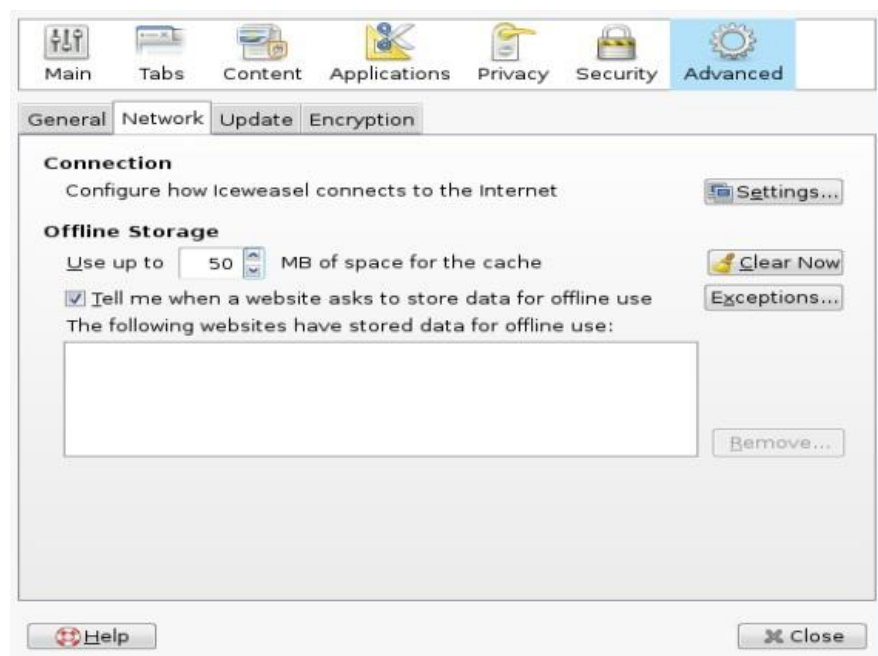 Main Tabs Content Applications Privacy Security Advanced
General Network Update Encryption
Connection
Configure how Iceweasel connects to the Internet Settings...
Offline Storage
Use up to 50 MB of space for the cache Clear Now
Tell me when a website asks to store data for offline use Exceptions...
The following websites have stored data for offline use:
Remove...
Help Close